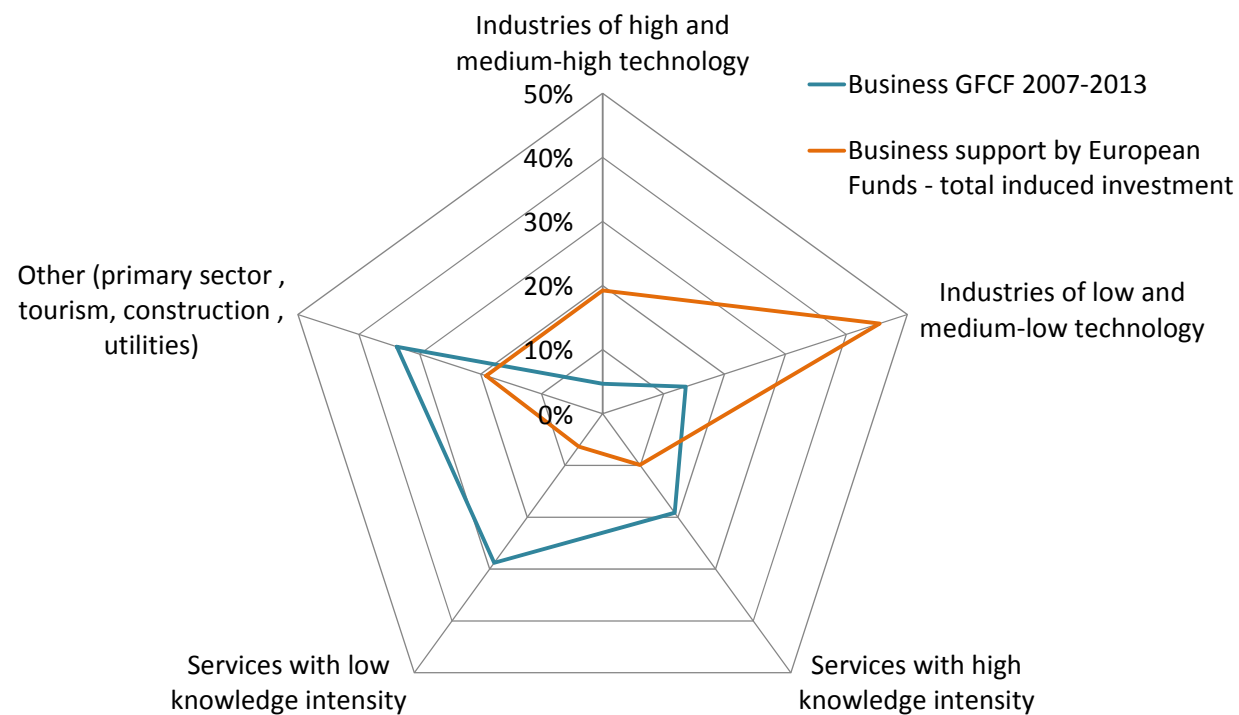 Industries of high and
medium-high technology
50%
40%
30%
20%
10%
0%
Business GFCF 2007-2013
Business support by European
Funds - total induced investment
Industries of low and
medium-low technology
Services with high
knowledge intensity
Services with low
knowledge intensity
Other (primary sector ,
tourism, construction ,
utilities)